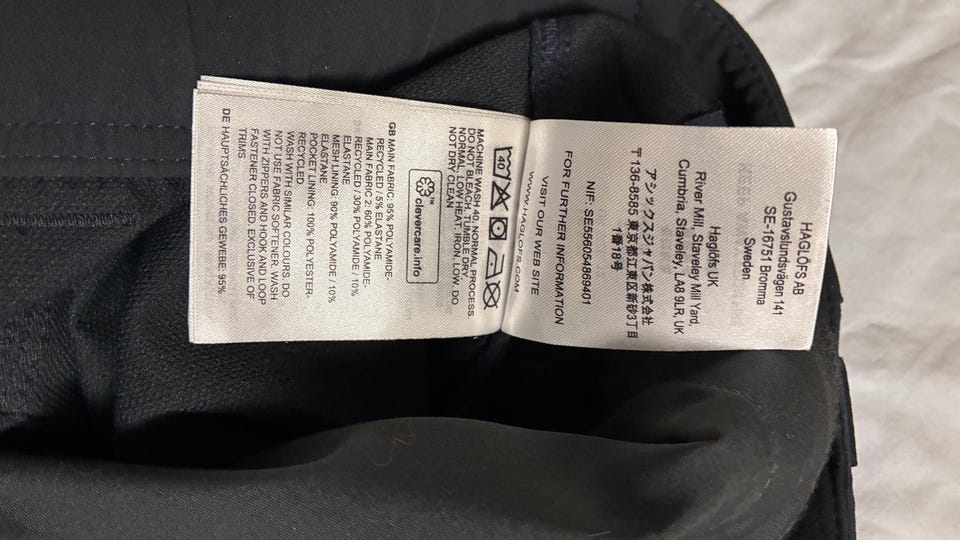 HAGLÖFS AB
Gustavslundsvägen 141
SE-16751 Bromma
Sweden
Haglöfs UK
River Mill, Staveley Mill Yard,
Cumbria, Staveley, LA8 9LR, UK
アシックスジャパン株式会社
〒136-8585 東京都江東区新砂3丁目
1番18号
NIF: SE556054869401
FOR FURTHER INFORMATION
VISIT OUR WEB SITE
WWW.HAGLOFS.COM
40
MACHINE WASH 40, NORMAL PROCESS.
DO NOT BLEACH. TUMBLE DRY,
NORMAL, LOW HEAT. IRON, LOW. DO
NOT DRY CLEAN
clevercare.info
GB MAIN FABRIC: 95% POLYAMIDE-
RECYCLED / 5% ELASTANE
MAIN FABRIC 2: 60% POLYAMIDE-
RECYCLED / 30% POLYAMIDE / 10%
ELASTANE
MESH LINING: 90% POLYAMIDE / 10%
ELASTANE
POCKET LINING: 100% POLYESTER-
RECYCLED
WASH WITH SIMILAR COLOURS. DO
NOT USE FABRIC SOFTENER. WASH
WITH ZIPPERS AND HOOK AND LOOP
FASTENER CLOSED. EXCLUSIVE OF
TRIMS
DE HAUPTSÄCHLICHES GEWEBE: 95%